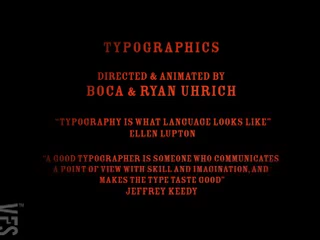 TYPOGRAPHICS
DIRECTED & ANIMATED BY
BOCA & RYAN UHRICH
"TYPOGRAPHY IS WHAT LANGUAGE LOOKS LIKE"
ELLEN LUPTON
"A GOOD TYPOGRAPHER IS SOMEONE WHO COMMUNICATES
A POINT OF VIEW WITH SKILL AND IMAGINATION, AND
MAKES THE TYPE TASTE GOOD"
JEFFREY KEEDY
VFS™